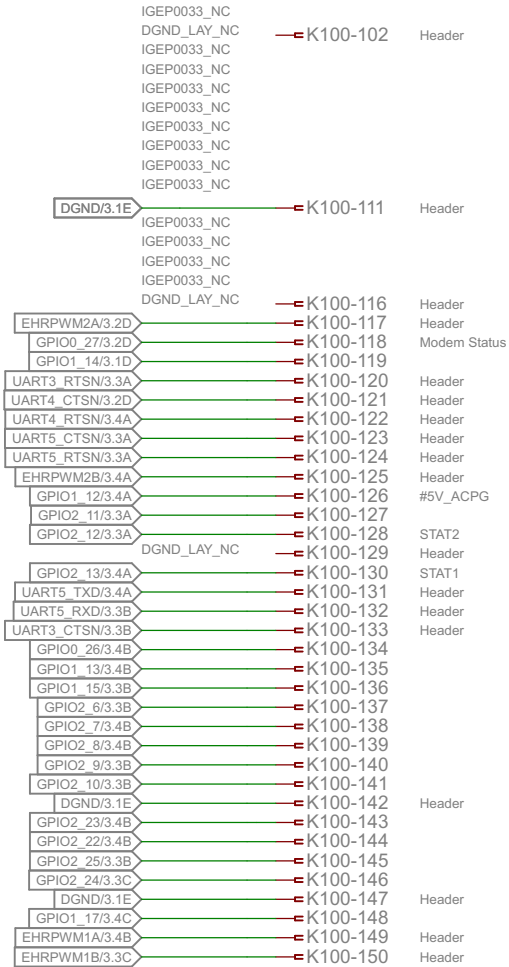 IGEP0033_NC
DGND_LAY_NC K100-102 Header
IGEP0033_NC
IGEP0033_NC
IGEP0033_NC
IGEP0033_NC
IGEP0033_NC
IGEP0033_NC
IGEP0033_NC
IGEP0033_NC
DGND/3.1E K100-111 Header
IGEP0033_NC
IGEP0033_NC
IGEP0033_NC
IGEP0033_NC
DGND_LAY_NC K100-116 Header
EHRPWM2A/3.2D K100-117 Header
GPIO0_27/3.2D K100-118 Modem Status
GPIO1_14/3.1D K100-119
UART3_RTSN/3.3A K100-120 Header
UART4_CTSN/3.2D K100-121 Header
UART4_RTSN/3.4A K100-122 Header
UART5_CTSN/3.3A K100-123 Header
UART5_RTSN/3.3A K100-124 Header
EHRPWM2B/3.4A K100-125 Header
GPIO1_12/3.4A K100-126 #5V_ACPG
GPIO2_11/3.3A K100-127
GPIO2_12/3.3A K100-128 STAT2
DGND_LAY_NC K100-129 Header
GPIO2_13/3.4A K100-130 STAT1
UART5_TXD/3.4A K100-131 Header
UART5_RXD/3.3B K100-132 Header
UART3_CTSN/3.3B K100-133 Header
GPIO0_26/3.4B K100-134
GPIO1_13/3.4B K100-135
GPIO1_15/3.3B K100-136
GPIO2_6/3.3B K100-137
GPIO2_7/3.4B K100-138
GPIO2_8/3.4B K100-139
GPIO2_9/3.3B K100-140
GPIO2_10/3.3B K100-141
DGND/3.1E K100-142 Header
GPIO2_23/3.4B K100-143
GPIO2_22/3.4B K100-144
GPIO2_25/3.3B K100-145
GPIO2_24/3.3C K100-146
DGND/3.1E K100-147 Header
GPIO1_17/3.4C K100-148
EHRPWM1A/3.4B K100-149 Header
EHRPWM1B/3.3C K100-150 Header